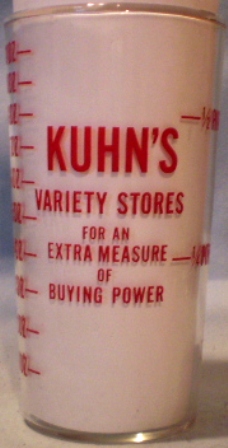 KUHN'S
VARIETY STORES
FOR AN
EXTRA MEASURE
OF
BUYING POWER